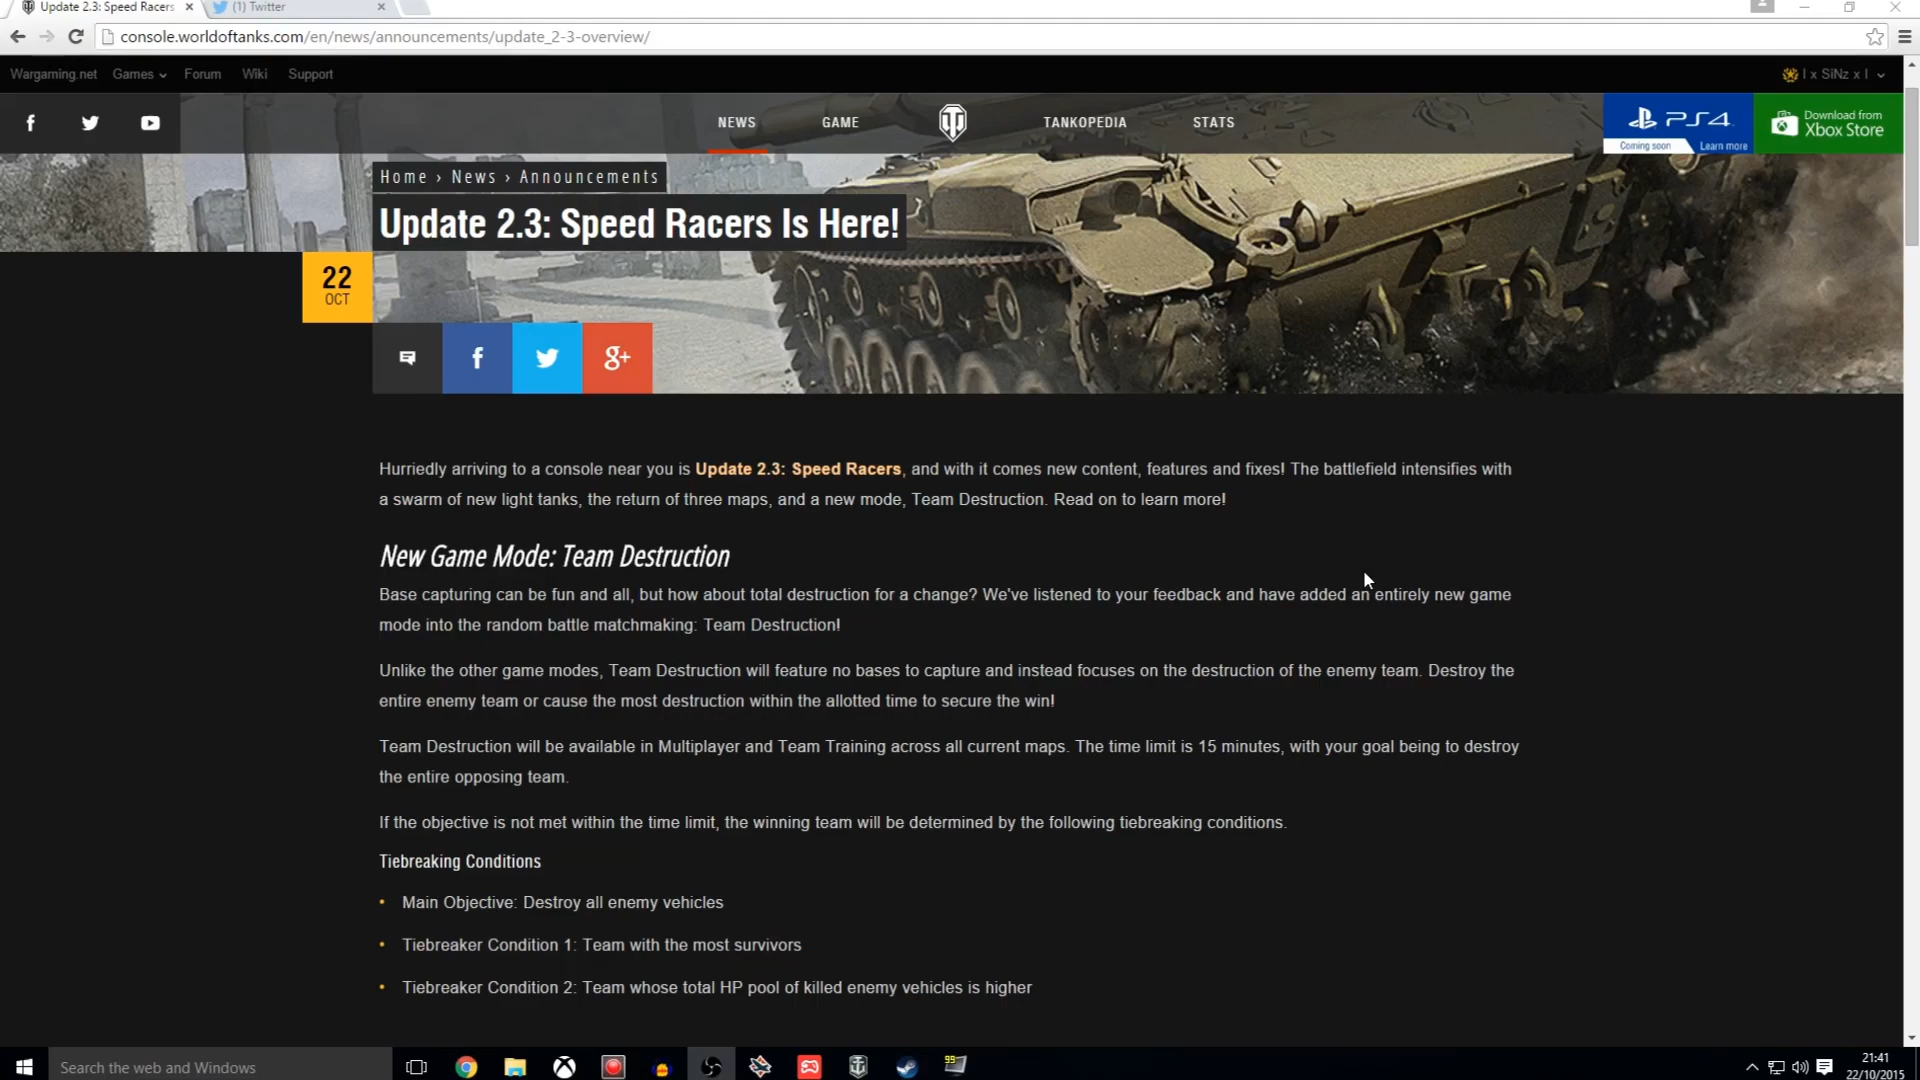 Update 2.3: Speed Racers
(1) Twitter
console.worldoftanks.com/en/news/announcements/update_2-3-overview/
Wargaming.net Games Forum Wiki Support
I x SiNz x I
NEWS GAME TANKOPEDIA STATS
PS4
Coming soon Learn more
Download from
Xbox Store
Home › News › Announcements
Update 2.3: Speed Racers Is Here!
22
OCT
f g+
Hurriedly arriving to a console near you is Update 2.3: Speed Racers, and with it comes new content, features and fixes! The battlefield intensifies with
a swarm of new light tanks, the return of three maps, and a new mode, Team Destruction. Read on to learn more!
New Game Mode: Team Destruction
Base capturing can be fun and all, but how about total destruction for a change? We've listened to your feedback and have added an entirely new game
mode into the random battle matchmaking: Team Destruction!
Unlike the other game modes, Team Destruction will feature no bases to capture and instead focuses on the destruction of the enemy team. Destroy the
entire enemy team or cause the most destruction within the allotted time to secure the win!
Team Destruction will be available in Multiplayer and Team Training across all current maps. The time limit is 15 minutes, with your goal being to destroy
the entire opposing team.
If the objective is not met within the time limit, the winning team will be determined by the following tiebreaking conditions.
Tiebreaking Conditions
• Main Objective: Destroy all enemy vehicles
• Tiebreaker Condition 1: Team with the most survivors
• Tiebreaker Condition 2: Team whose total HP pool of killed enemy vehicles is higher
Search the web and Windows
99
21:41
22/10/2015